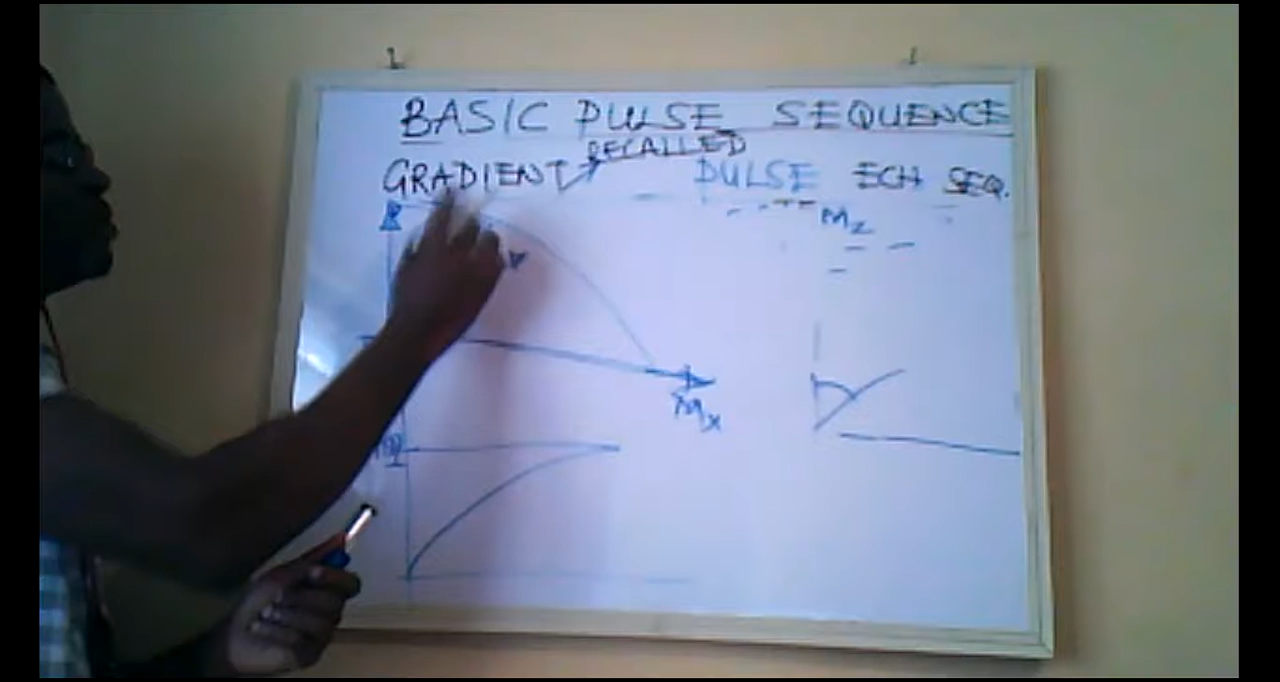 BASIC PULSE SEQUENCE
RECALLED
GRADIENT PULSE ECH SEQ.
Mz
Mx